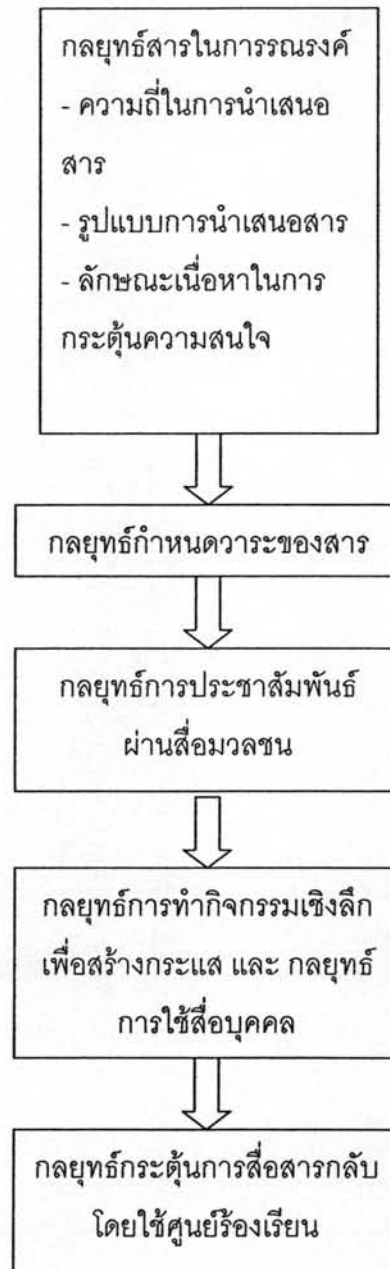 กลยุทธ์สารในการรณรงค์
- ความถี่ในการนำเสนอ
สาร
- รูปแบบการนำเสนอสาร
- ลักษณะเนื้อหาในการ
กระตุ้นความสนใจ
กลยุทธ์กำหนดวาระของสาร
กลยุทธ์การประชาสัมพันธ์
ผ่านสื่อมวลชน
กลยุทธ์การทำกิจกรรมเชิงลึก
เพื่อสร้างกระแส และ กลยุทธ์
การใช้สื่อบุคคล
กลยุทธ์กระตุ้นการสื่อสารกลับ
โดยใช้ศูนย์ร้องเรียน